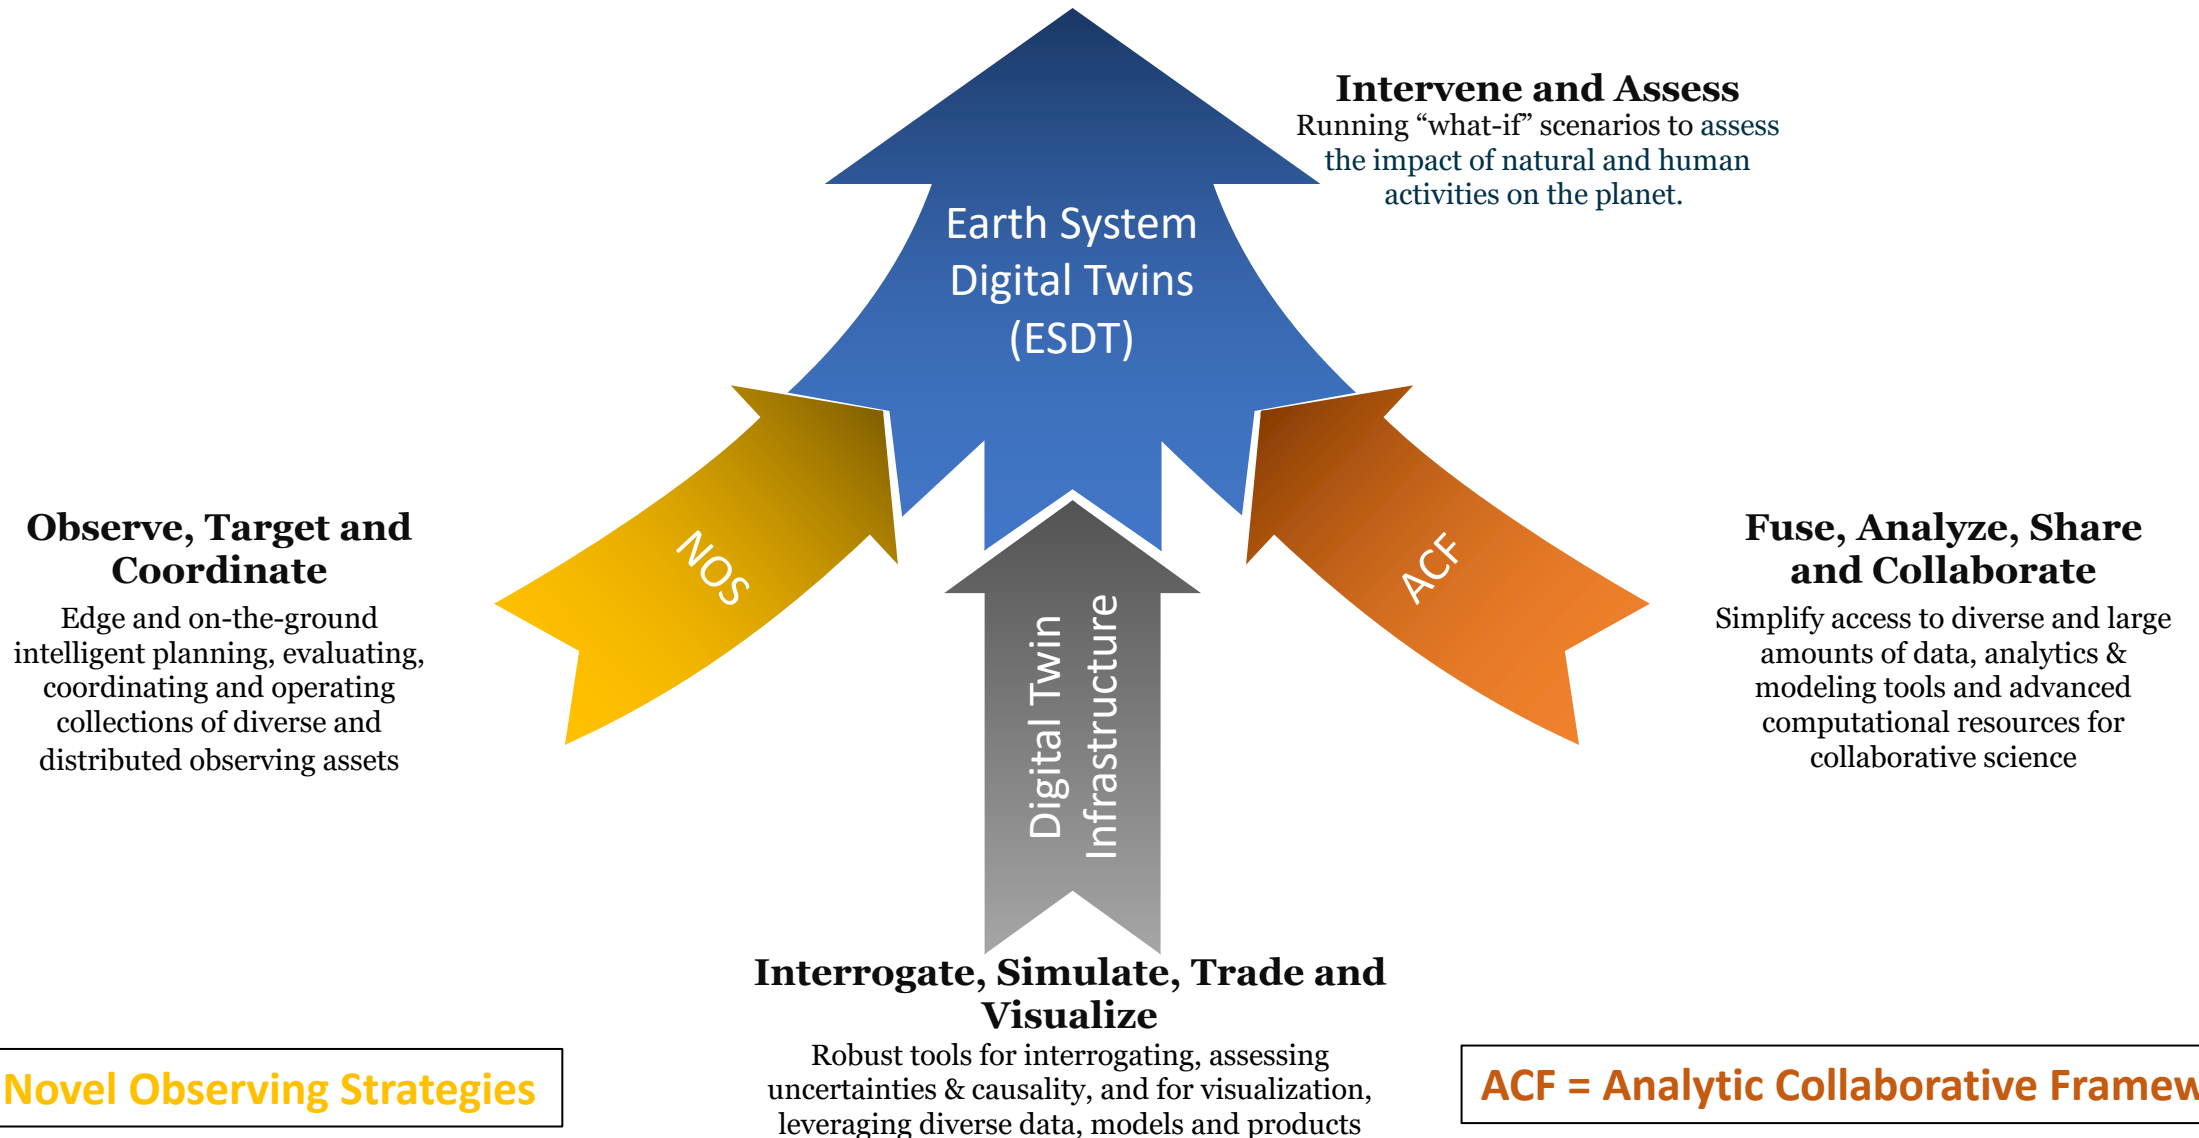 Intervene and Assess
Running “what-if” scenarios to assess
the impact of natural and human
activities on the planet.
Earth System
Digital Twins
(ESDT)
Observe, Target and
Coordinate
Edge and on-the-ground
intelligent planning, evaluating,
coordinating and operating
collections of diverse and
distributed observing assets
NOS
Digital Twin
Infrastructure
ACF
Fuse, Analyze, Share
and Collaborate
Simplify access to diverse and large
amounts of data, analytics &
modeling tools and advanced
computational resources for
collaborative science
Interrogate, Simulate, Trade and
Visualize
Robust tools for interrogating, assessing
uncertainties & causality, and for visualization,
leveraging diverse data, models and products
Novel Observing Strategies
ACF = Analytic Collaborative